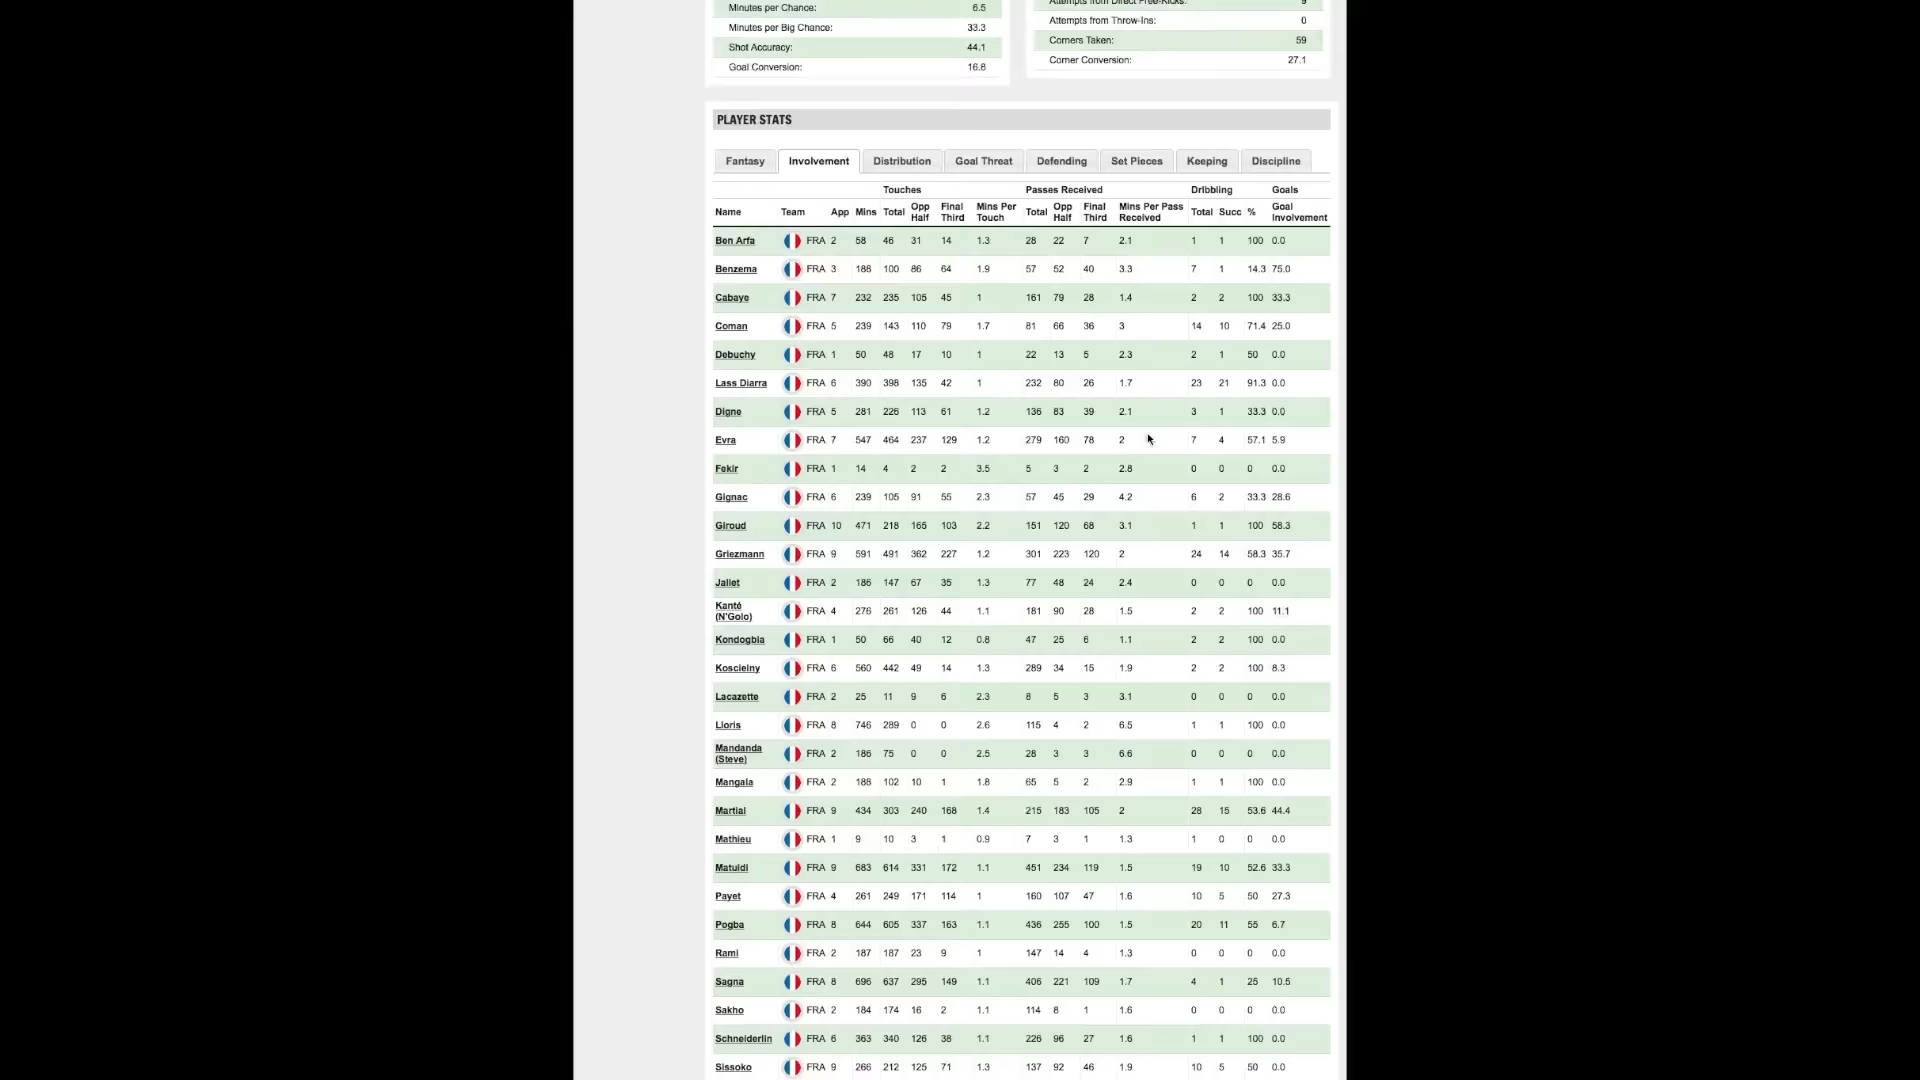 Minutes per Chance: 6.5
Attempts from Direct Free-Kicks: 9
Minutes per Big Chance: 33.3
Attempts from Throw-Ins: 0
Shot Accuracy: 44.1
Corners Taken: 59
Goal Conversion: 16.8
Corner Conversion: 27.1
PLAYER STATS
Fantasy Involvement Distribution Goal Threat Defending Set Pieces Keeping Discipline
Touches Passes Received Dribbling Goals
Name Team App Mins Total Opp Half Final Third Mins Per Touch Total Opp Half Final Third Mins Per Pass Received Total Succ % Goal Involvement
Ben Arfa FRA 2 58 46 31 14 1.3 28 22 7 2.1 1 1 100 0.0
Benzema FRA 3 186 100 86 64 1.9 57 52 40 3.3 7 1 14.3 75.0
Cabaye FRA 7 232 235 105 45 1 161 79 28 1.4 2 2 100 33.3
Coman FRA 5 239 143 110 79 1.7 81 66 36 3 14 10 71.4 25.0
Debuchy FRA 1 50 48 17 10 1 22 13 5 2.3 2 1 50 0.0
Lass Diarra FRA 6 390 398 135 42 1 232 80 26 1.7 23 21 91.3 0.0
Digne FRA 5 281 226 113 61 1.2 136 83 39 2.1 3 1 33.3 0.0
Evra FRA 7 547 464 237 129 1.2 279 160 78 2 7 4 57.1 5.9
Fekir FRA 1 14 4 2 2 3.5 5 3 2 2.8 0 0 0 0.0
Gignac FRA 6 239 105 91 55 2.3 57 45 29 4.2 6 2 33.3 28.6
Giroud FRA 10 471 218 165 103 2.2 151 120 68 3.1 1 1 100 58.3
Griezmann FRA 9 591 491 362 227 1.2 301 223 120 2 24 14 58.3 35.7
Jallet FRA 2 186 147 67 35 1.3 77 48 24 2.4 0 0 0 0.0
Kanté (N'Golo) FRA 4 276 261 126 44 1.1 181 90 28 1.5 2 2 100 11.1
Kondogbia FRA 1 50 66 40 12 0.8 47 25 6 1.1 2 2 100 0.0
Koscielny FRA 6 560 442 49 14 1.3 289 34 15 1.9 2 2 100 8.3
Lacazette FRA 2 25 11 9 6 2.3 8 5 3 3.1 0 0 0 0.0
Lloris FRA 8 746 289 0 0 2.6 115 4 2 6.5 1 1 100 0.0
Mandanda (Steve) FRA 2 186 75 0 0 2.5 28 3 3 6.6 0 0 0 0.0
Mangala FRA 2 188 102 10 1 1.8 65 5 2 2.9 1 1 100 0.0
Martial FRA 9 434 303 240 168 1.4 215 183 105 2 28 15 53.6 44.4
Mathieu FRA 1 9 10 3 1 0.9 7 3 1 1.3 1 0 0 0.0
Matuidi FRA 9 683 614 331 172 1.1 451 234 119 1.5 19 10 52.6 33.3
Payet FRA 4 261 249 171 114 1 160 107 47 1.6 10 5 50 27.3
Pogba FRA 8 644 605 337 163 1.1 436 255 100 1.5 20 11 55 6.7
Rami FRA 2 187 187 23 9 1 147 14 4 1.3 0 0 0 0.0
Sagna FRA 8 696 637 295 149 1.1 406 221 109 1.7 4 1 25 10.5
Sakho FRA 2 184 174 16 2 1.1 114 8 1 1.6 0 0 0 0.0
Schneiderlin FRA 6 363 340 126 38 1.1 226 96 27 1.6 1 1 100 0.0
Sissoko FRA 9 266 212 125 71 1.3 137 92 46 1.9 10 5 50 0.0